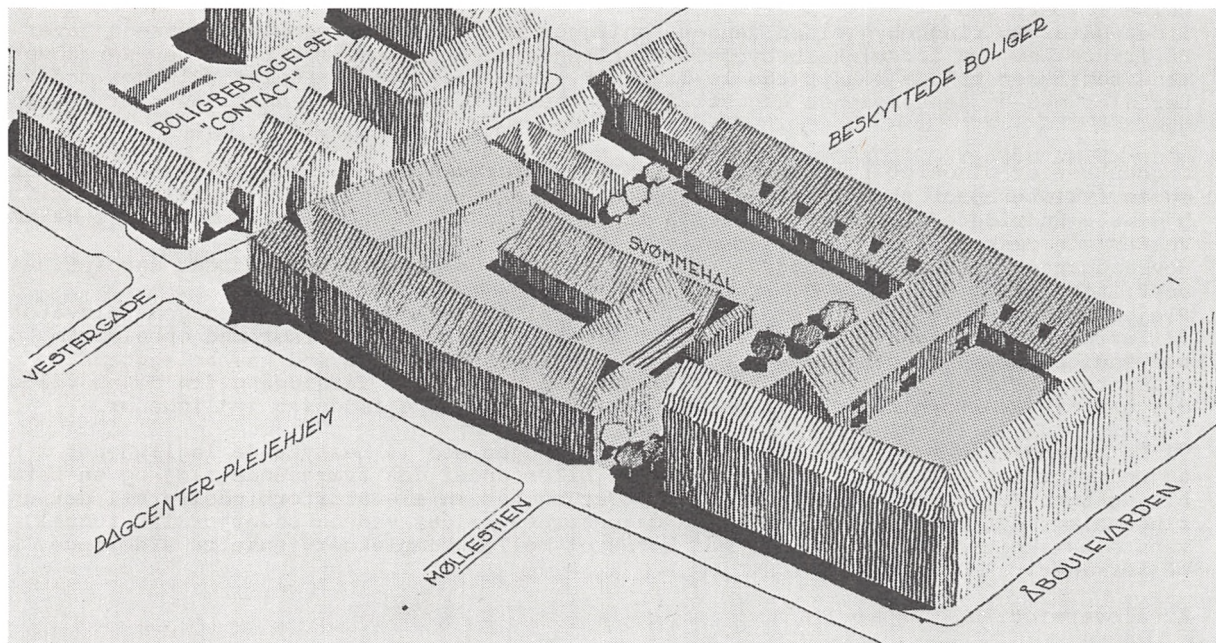 BOLIGBEBYGGELSEN
"CONTACT"
BESKYTTEDE BOLIGER
SVØMMEHAL
VESTERGADE
DAGCENTER-PLEJEHJEM
MØLLESTIEN
ÅBOULEVARDEN